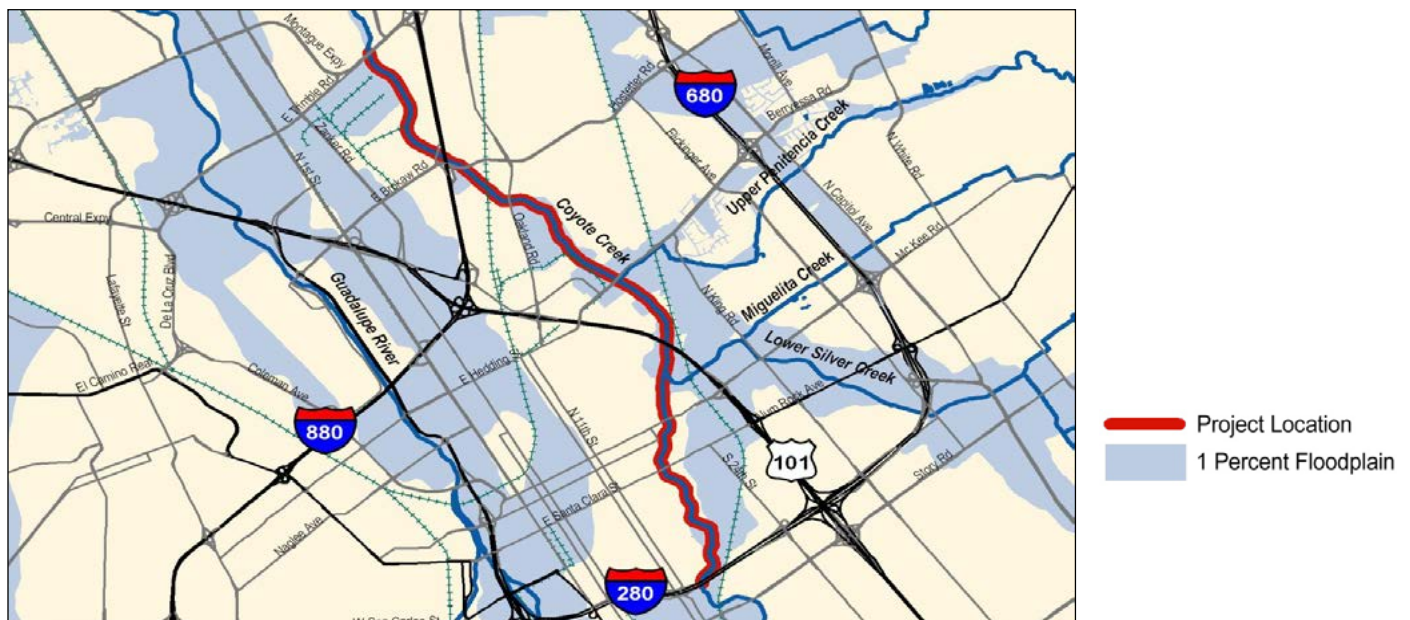 Montague Expy
E Trimble Rd
Zanker Rd
N 1st St
E Brokaw Rd
Hostetter Rd
680
Morrill Ave
Berryessa Rd
Flickinger Ave
Upper Penitencia Creek
N White Rd
N Capitol Ave
Mc Kee Rd
Central Expy
De La Cruz Blvd
Lafayette St
Coyote Creek
Oakland Rd
Guadalupe River
Miguelita Creek
N King Rd
Lower Silver Creek
El Camino Real
Coleman Ave
E Hedding St
Alum Rock Ave
880
N 11th St
101
Story Rd
S 24th S
Project Location
1 Percent Floodplain
E Santa Clara St
Naglee Ave
280